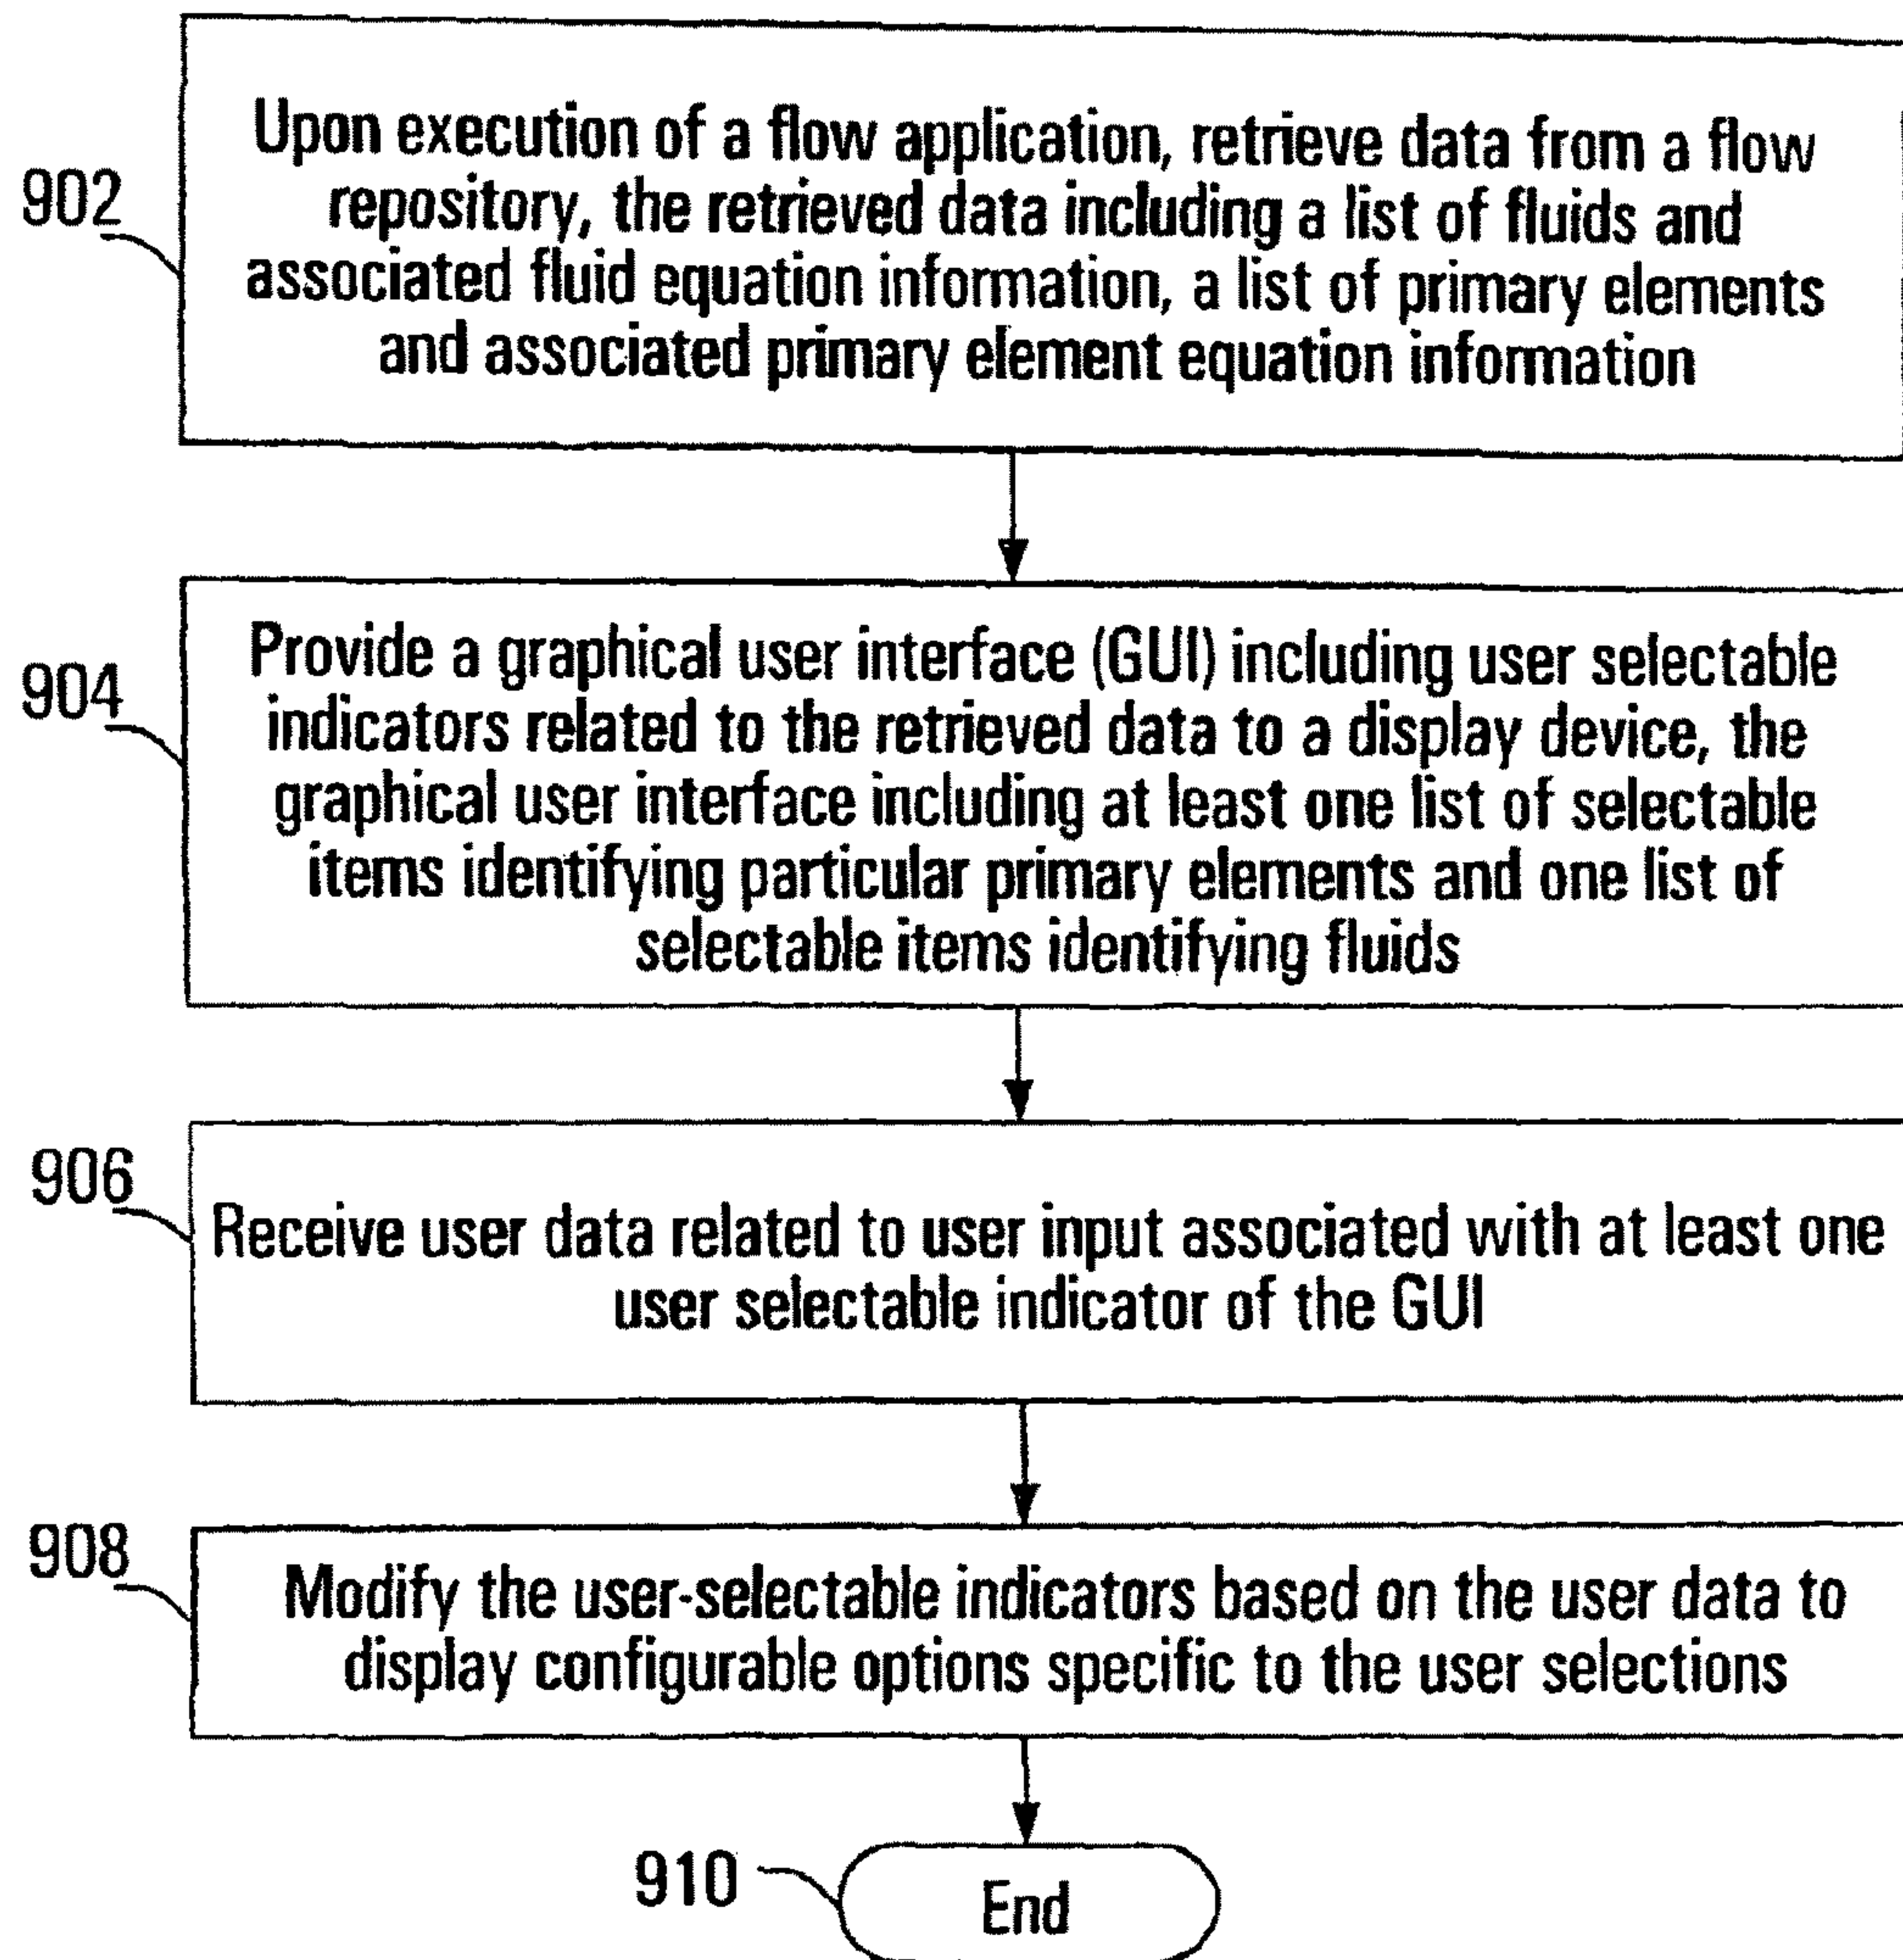 902
Upon execution of a flow application, retrieve data from a flow
repository, the retrieved data including a list of fluids and
associated fluid equation information, a list of primary elements
and associated primary element equation information
904
Provide a graphical user interface (GUI) including user selectable
indicators related to the retrieved data to a display device, the
graphical user interface including at least one list of selectable
items identifying particular primary elements and one list of
selectable items identifying fluids
906
Receive user data related to user input associated with at least one
user selectable indicator of the GUI
908
Modify the user-selectable indicators based on the user data to
display configurable options specific to the user selections
910
End